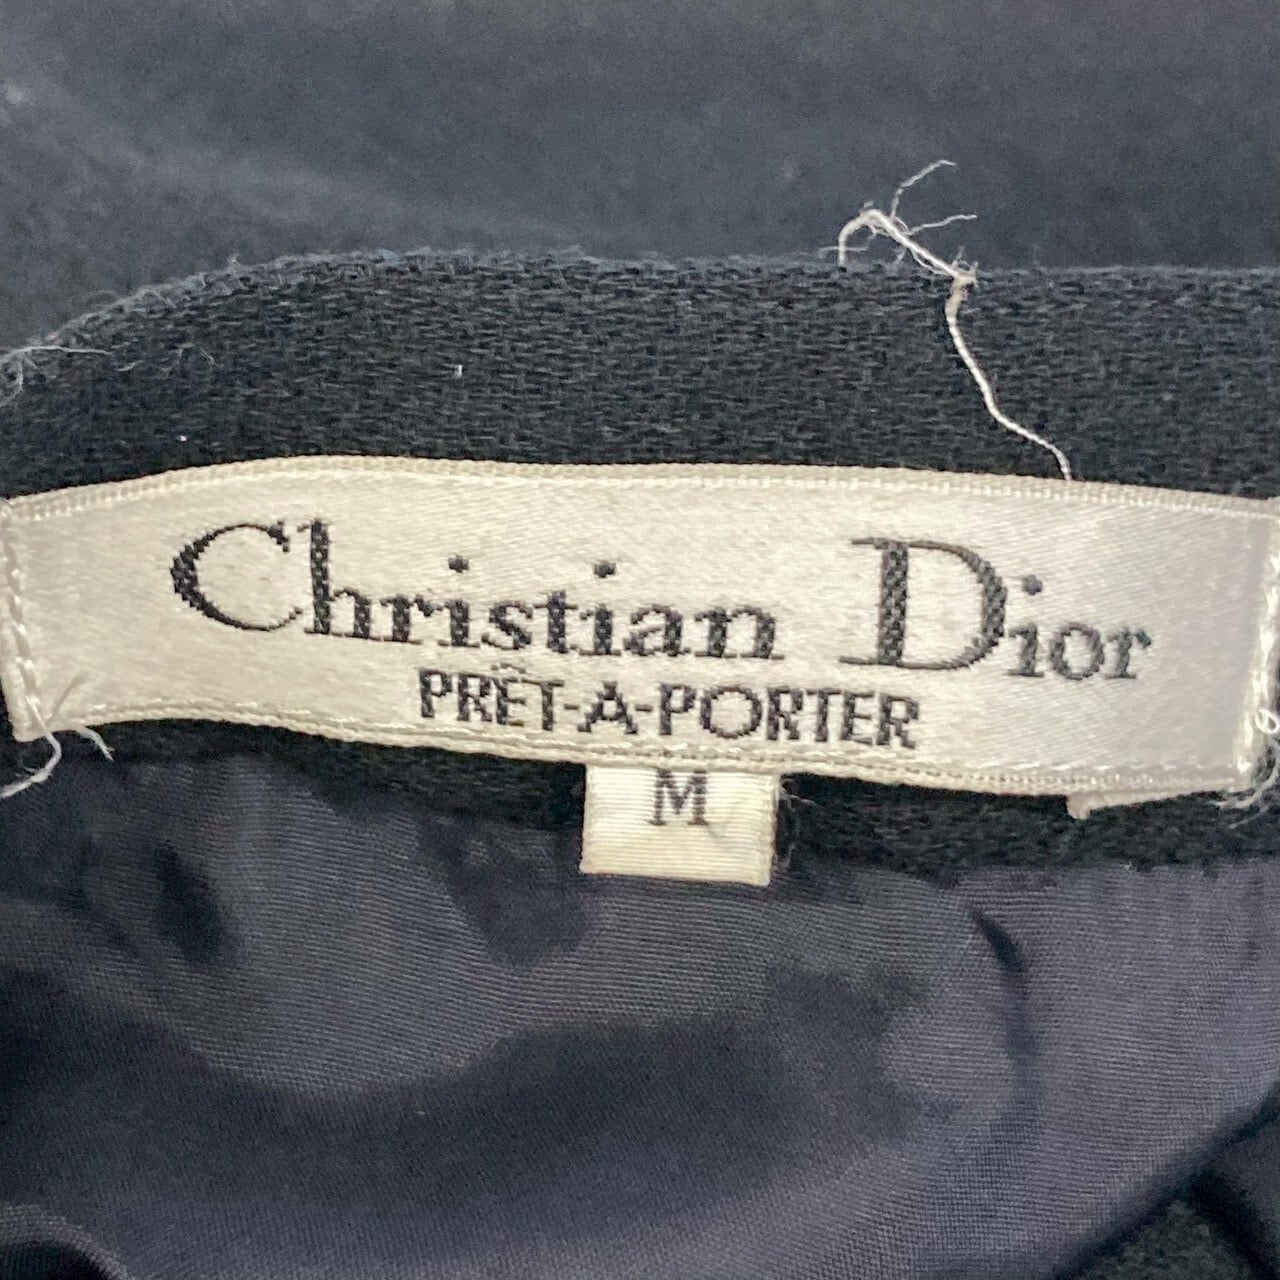 Christian Dior
PRÊT-A-PORTER
M